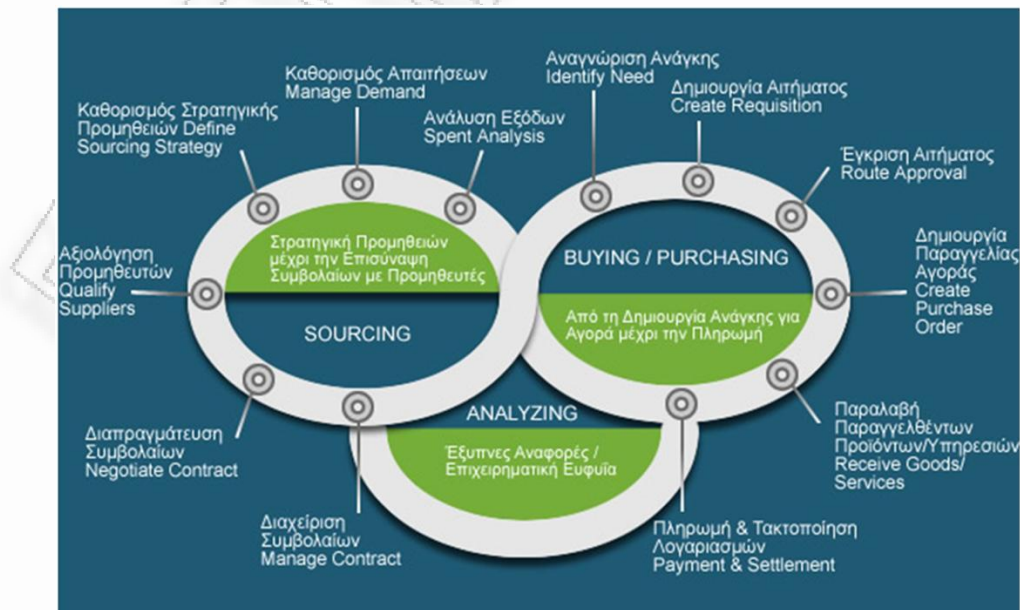 Καθορισμός Απαιτήσεων
Manage Demand
Καθορισμός Στρατηγικής
Προμηθειών Define
Sourcing Strategy
Ανάλυση Εξόδων
Spent Analysis
Αξιολόγηση
Προμηθευτών
Qualify
Suppliers
Στρατηγική Προμηθειών
μέχρι την Επισύναψη
Συμβολαίων με Προμηθευτές
SOURCING
Διαπραγμάτευση
Συμβολαίων
Negotiate Contract
Διαχείριση
Συμβολαίων
Manage Contract
Αναγνώριση Ανάγκης
Identify Need
Δημιουργία Αιτήματος
Create Requisition
Έγκριση Αιτήματος
Route Approval
BUYING / PURCHASING
Από τη Δημιουργία Ανάγκης για
Αγορά μέχρι την Πληρωμή
Δημιουργία
Παραγγελίας
Αγοράς
Create
Purchase
Order
Παραλαβή
Παραγγελθέντων
Προϊόντων/Υπηρεσιών
Receive Goods/
Services
Πληρωμή & Τακτοποίηση
Λογαριασμών
Payment & Settlement
ANALYZING
Έξυπνες Αναφορές /
Επιχειρηματική Ευφυΐα